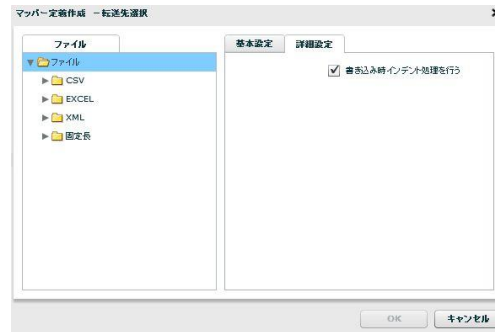 マッパー定義作成 －転送先選択
ファイル
ファイル
CSV
EXCEL
XML
固定長
基本設定 詳細設定
書き込み時インデント処理を行う
OK キャンセル